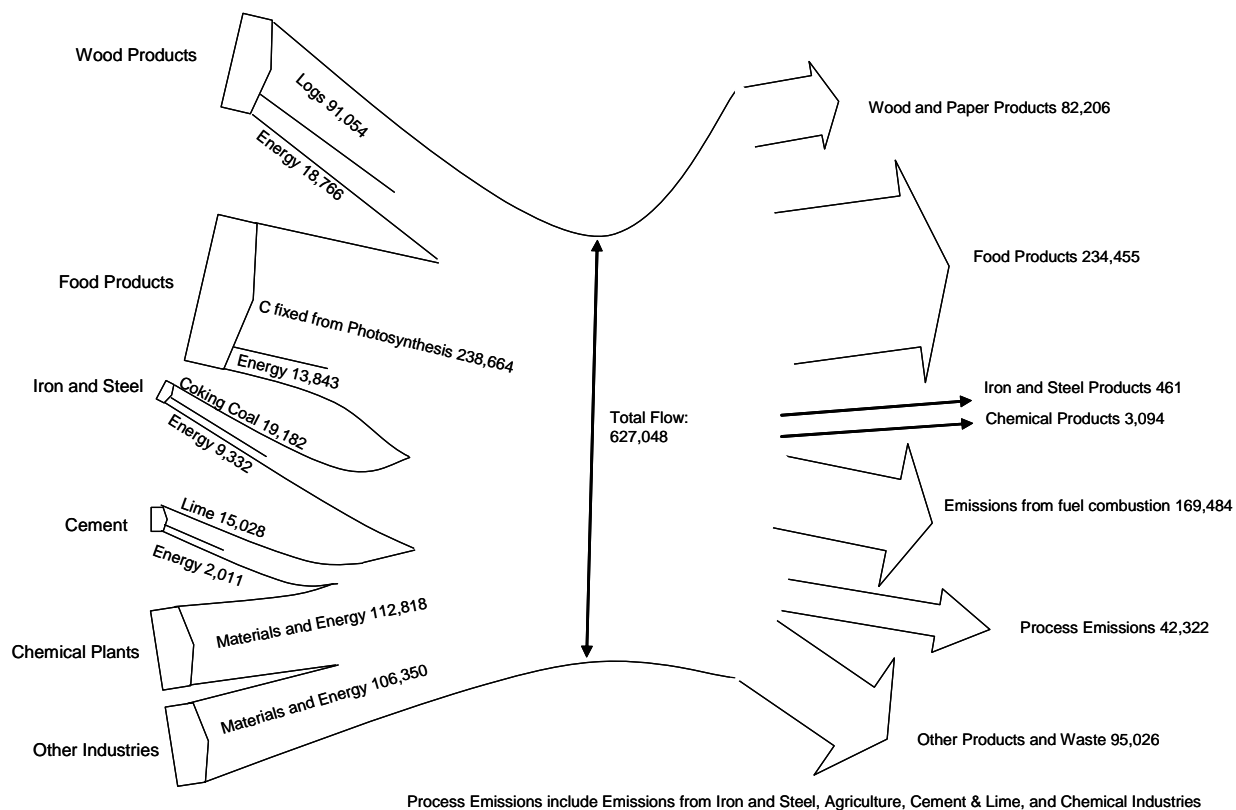 Wood Products
Logs 91,054
Energy 18,766
Food Products
C fixed from Photosynthesis 238,664
Energy 13,843
Iron and Steel
Coking Coal 19,182
Energy 9,332
Cement
Lime 15,028
Energy 2,011
Chemical Plants
Materials and Energy 112,818
Other Industries
Materials and Energy 106,350
Total Flow:
627,048
Wood and Paper Products 82,206
Food Products 234,455
Iron and Steel Products 461
Chemical Products 3,094
Emissions from fuel combustion 169,484
Process Emissions 42,322
Other Products and Waste 95,026
Process Emissions include Emissions from Iron and Steel, Agriculture, Cement & Lime, and Chemical Industries